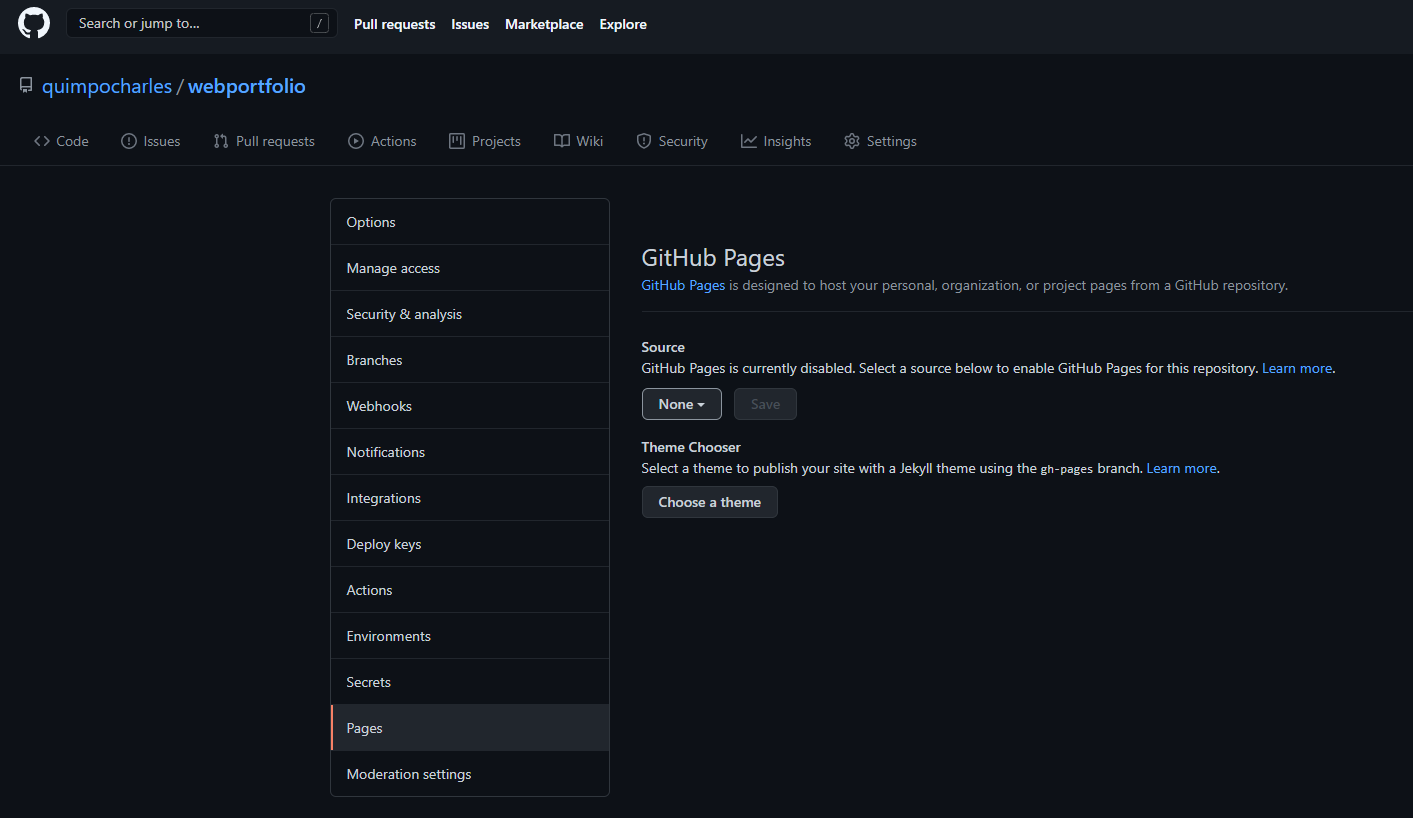 Search or jump to... /
Pull requests Issues Marketplace Explore
quimpocharles / webportfolio
Code Issues Pull requests Actions Projects Wiki Security Insights Settings
Options
Manage access
Security & analysis
Branches
Webhooks
Notifications
Integrations
Deploy keys
Actions
Environments
Secrets
Pages
Moderation settings
GitHub Pages
GitHub Pages is designed to host your personal, organization, or project pages from a GitHub repository.
Source
GitHub Pages is currently disabled. Select a source below to enable GitHub Pages for this repository. Learn more.
None Save
Theme Chooser
Select a theme to publish your site with a Jekyll theme using the gh-pages branch. Learn more.
Choose a theme